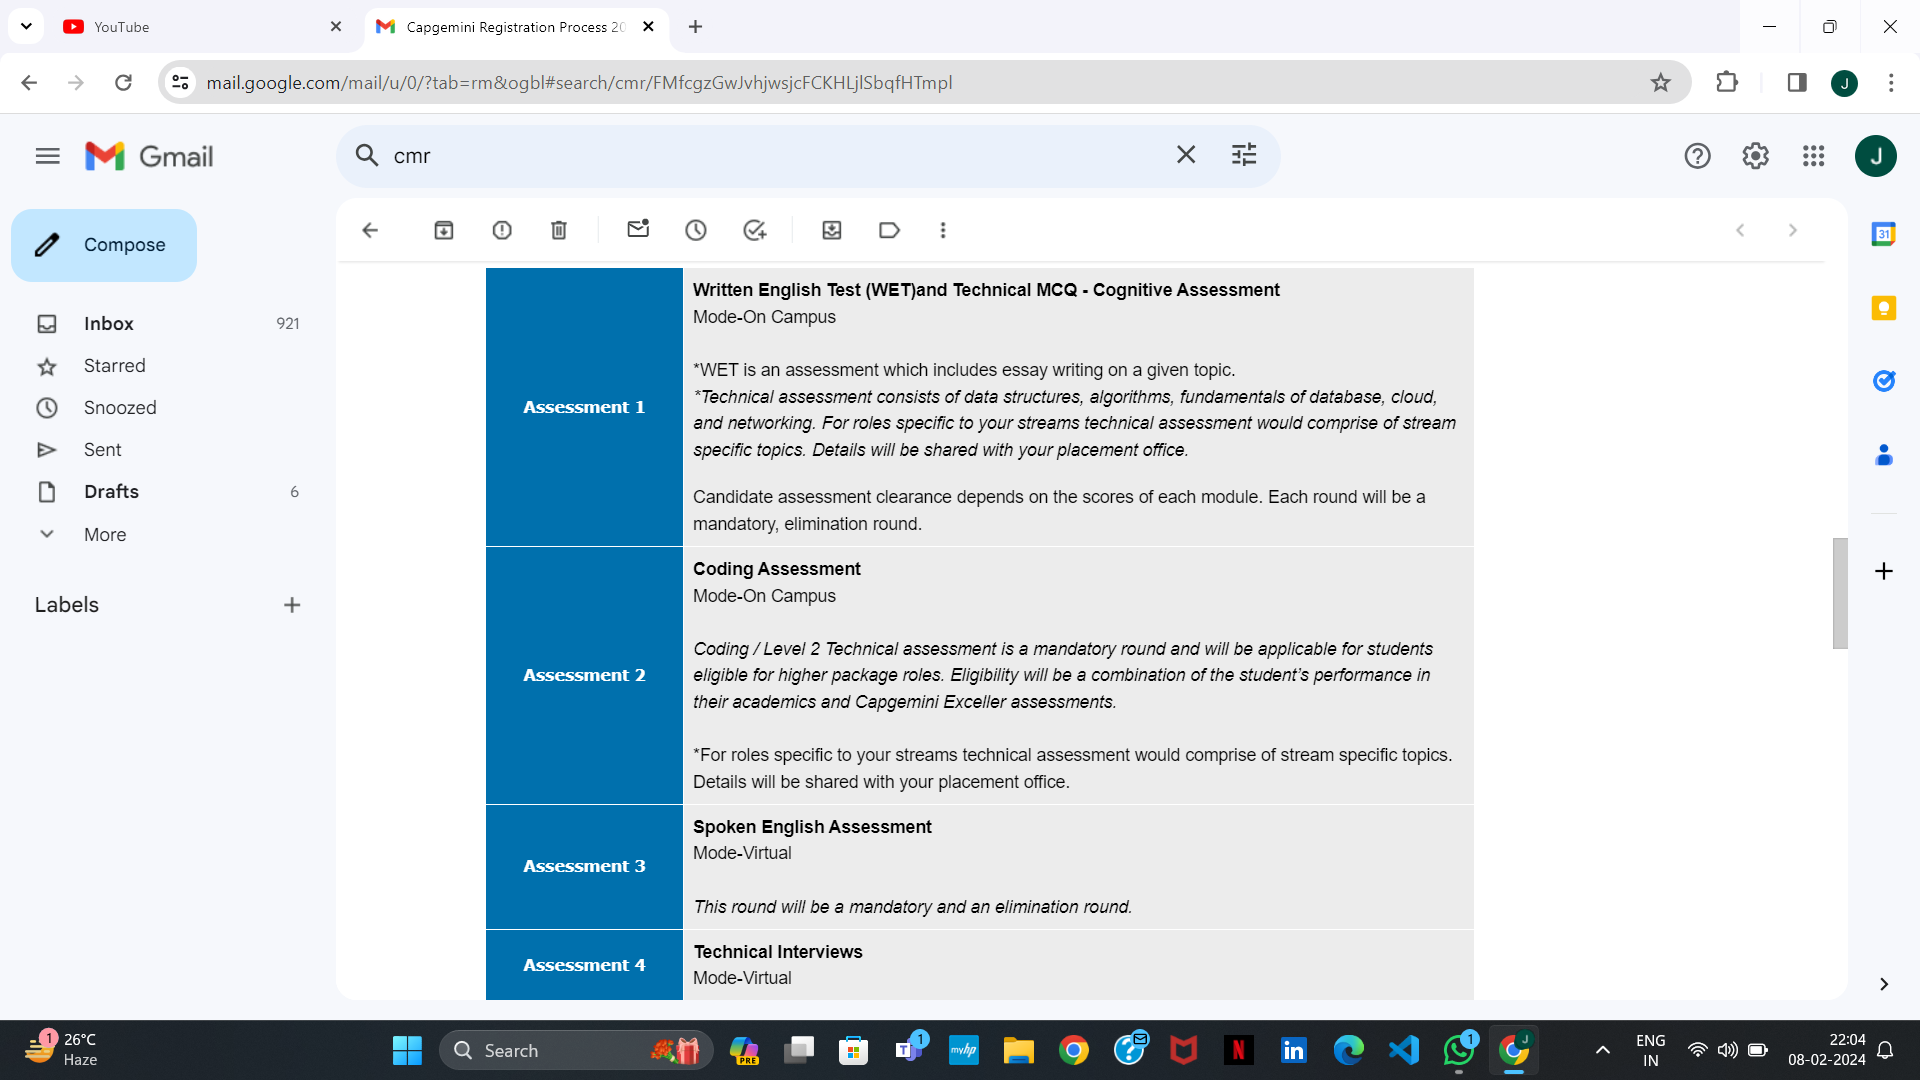 YouTube
Capgemini Registration Process 20
mail.google.com/mail/u/0/?tab=rm&ogbl#search/cmr/FMfcgzGwJvhjwsjcFCKHLjlSbqfHTmpl
J
Gmail
cmr
J
Compose
Inbox 921
Starred
Snoozed
Sent
Drafts 6
More
Labels
31
Assessment 1
Written English Test (WET)and Technical MCQ - Cognitive Assessment
Mode-On Campus
*WET is an assessment which includes essay writing on a given topic.
*Technical assessment consists of data structures, algorithms, fundamentals of database, cloud,
and networking. For roles specific to your streams technical assessment would comprise of stream
specific topics. Details will be shared with your placement office.
Candidate assessment clearance depends on the scores of each module. Each round will be a
mandatory, elimination round.
Assessment 2
Coding Assessment
Mode-On Campus
Coding / Level 2 Technical assessment is a mandatory round and will be applicable for students
eligible for higher package roles. Eligibility will be a combination of the student’s performance in
their academics and Capgemini Exceller assessments.
*For roles specific to your streams technical assessment would comprise of stream specific topics.
Details will be shared with your placement office.
Assessment 3
Spoken English Assessment
Mode-Virtual
This round will be a mandatory and an elimination round.
Assessment 4
Technical Interviews
Mode-Virtual
1
26°C
Haze
Search
PRE
T
1
myhp
?
N
in
1
J
ENG
IN
22:04
08-02-2024